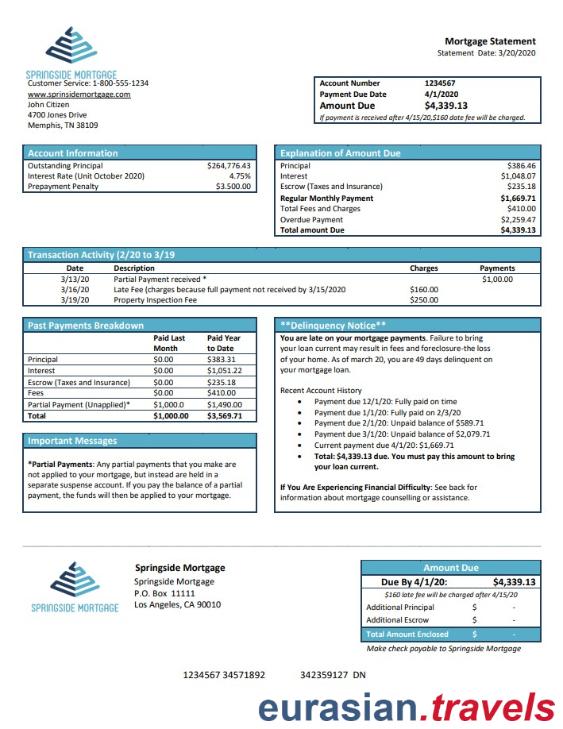 SPRINGSIDE MORTGAGE
Customer Service: 1-800-555-1234
www.sprinsidemortgage.com
John Citizen
4700 Jones Drive
Memphis, TN 38109
Mortgage Statement
Statement Date: 3/20/2020
Account Number 1234567
Payment Due Date 4/1/2020
Amount Due $4,339.13
If payment is received after 4/15/20,$160 date fee will be charged.
Account Information
Outstanding Principal $264,776.43
Interest Rate (Unit October 2020) 4.75%
Prepayment Penalty $3.500.00
Explanation of Amount Due
Principal $386.46
Interest $1,048.07
Escrow (Taxes and Insurance) $235.18
Regular Monthly Payment $1,669.71
Total Fees and Charges $410.00
Overdue Payment $2,259.47
Total amount Due $4,339.13
Transaction Activity (2/20 to 3/19
Date Description Charges Payments
3/13/20 Partial Payment received * $1,00.00
3/16/20 Late Fee (charges because full payment not received by 3/15/2020 $160.00
3/19/20 Property Inspection Fee $250.00
Past Payments Breakdown
Paid Last Month Paid Year to Date
Principal $0.00 $383.31
Interest $0.00 $1,051.22
Escrow (Taxes and Insurance) $0.00 $235.18
Fees $0.00 $410.00
Partial Payment (Unapplied)* $1,000.0 $1,490.00
Total $1,000.00 $3,569.71
Important Messages
*Partial Payments: Any partial payments that you make are
not applied to your mortgage, but instead are held in a
separate suspense account. If you pay the balance of a partial
payment, the funds will then be applied to your mortgage.
**Delinquency Notice**
You are late on your mortgage payments. Failure to bring
your loan current may result in fees and foreclosure-the loss
of your home. As of march 20, you are 49 days delinquent on
your mortgage loan.
Recent Account History
• Payment due 12/1/20: Fully paid on time
• Payment due 1/1/20: Fully paid on 2/3/20
• Payment due 2/1/20: Unpaid balance of $589.71
• Payment due 3/1/20: Unpaid balance of $2,079.71
• Current payment due 4/1/20: $1,669.71
• Total: $4,339.13 due. You must pay this amount to bring
your loan current.
If You Are Experiencing Financial Difficulty: See back for
information about mortgage counselling or assistance.
SPRINGSIDE MORTGAGE
Springside Mortgage
Springside Mortgage
P.O. Box 11111
Los Angeles, CA 90010
Amount Due
Due By 4/1/20: $4,339.13
$160 late fee will be charged after 4/15/20
Additional Principal $ -
Additional Escrow $ -
Total Amount Enclosed $ -
Make check payable to Springside Mortgage
1234567 34571892 342359127 DN
eurasian.travels